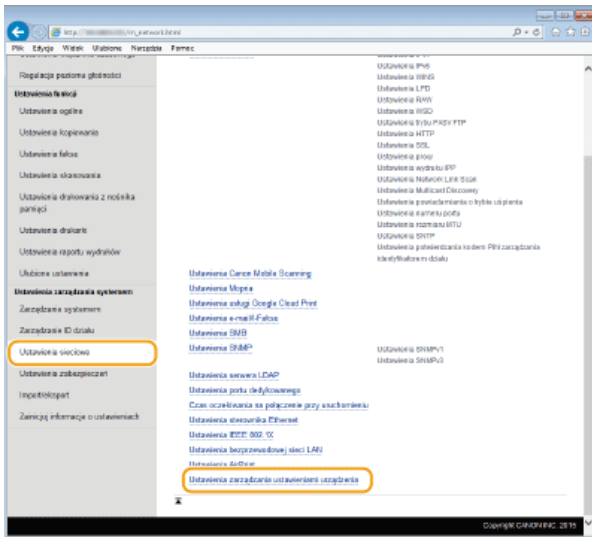 /m_network.html
Plik Edycja Widok Ulubione Narzędzia Pomoc
Regulacja poziomu głośności
Ustawienia funkcji
Ustawienia ogólne
Ustawienia kopiowania
Ustawienia faksu
Ustawienia skanowania
Ustawienia drukowania z nośnika
pamięci
Ustawienia drukarki
Ustawienia raportu wydruków
Ulubione ustawienia
Ustawienia zarządzania systemem
Zarządzanie systemem
Zarządzanie ID działu
Ustawienia sieciowe
Ustawienia zabezpieczeń
Import/eksport
Zainicjuj informacje o ustawieniach
Ustawienia IPv6
Ustawienia WINS
Ustawienia LPD
Ustawienia RAW
Ustawienia WSD
Ustawienia trybu PASV FTP
Ustawienia HTTP
Ustawienia SSL
Ustawienia proxy
Ustawienia wydruku IPP
Ustawienia Network Link Scan
Ustawienia Multicast Discovery
Ustawienia powiadamiania o trybie uśpienia
Ustawienia numeru portu
Ustawienia rozmiaru MTU
Ustawienia SNTP
Ustawienia potwierdzania kodem PIN zarządzania
identyfikatorem działu
Ustawienia Canon Mobile Scanning
Ustawienia Mopria
Ustawienia usługi Google Cloud Print
Ustawienia e-mail/I-Faksu
Ustawienia SMB
Ustawienia SNMP
Ustawienia SNMPv1
Ustawienia SNMPv3
Ustawienia serwera LDAP
Ustawienia portu dedykowanego
Czas oczekiwania na połączenie przy uruchomieniu
Ustawienia sterownika Ethernet
Ustawienia IEEE 802.1X
Ustawienia bezprzewodowej sieci LAN
Ustawienia AirPrint
Ustawienia zarządzania ustawieniami urządzenia
Copyright CANON INC. 2015